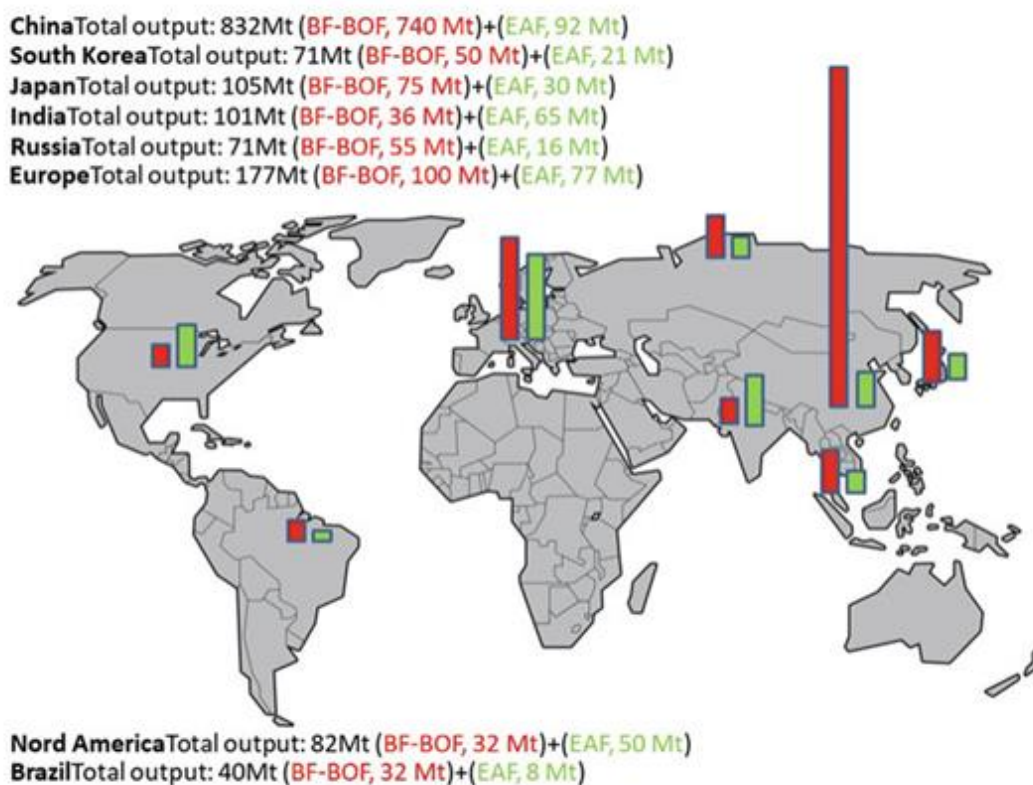 ChinaTotal output: 832Mt (BF-BOF, 740 Mt)+(EAF, 92 Mt)
South KoreaTotal output: 71Mt (BF-BOF, 50 Mt)+(EAF, 21 Mt)
JapanTotal output: 105Mt (BF-BOF, 75 Mt)+(EAF, 30 Mt)
IndiaTotal output: 101Mt (BF-BOF, 36 Mt)+(EAF, 65 Mt)
RussiaTotal output: 71Mt (BF-BOF, 55 Mt)+(EAF, 16 Mt)
EuropeTotal output: 177Mt (BF-BOF, 100 Mt)+(EAF, 77 Mt)
Nord AmericaTotal output: 82Mt (BF-BOF, 32 Mt)+(EAF, 50 Mt)
BrazilTotal output: 40Mt (BF-BOF, 32 Mt)+(EAF, 8 Mt)